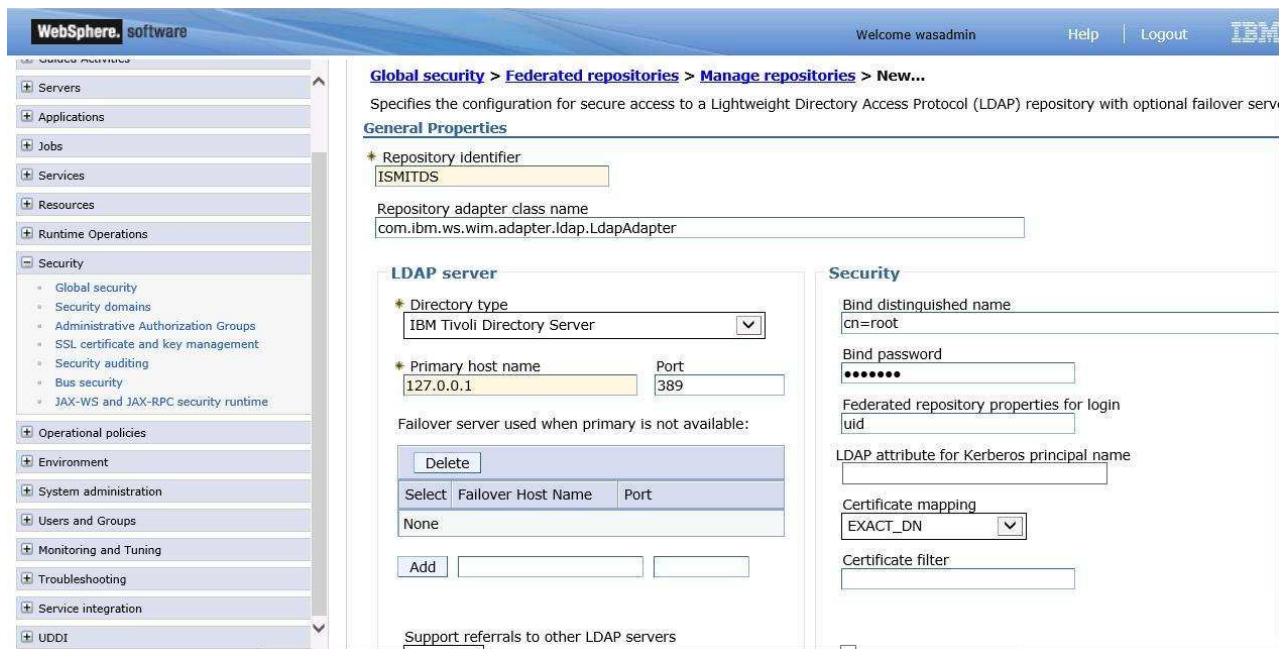 WebSphere. software
Welcome wasadmin
Help
Logout
IBM
Guided Activities
Servers
Applications
Jobs
Services
Resources
Runtime Operations
Security
Global security
Security domains
Administrative Authorization Groups
SSL certificate and key management
Security auditing
Bus security
JAX-WS and JAX-RPC security runtime
Operational policies
Environment
System administration
Users and Groups
Monitoring and Tuning
Troubleshooting
Service integration
UDDI
Global security > Federated repositories > Manage repositories > New...
Specifies the configuration for secure access to a Lightweight Directory Access Protocol (LDAP) repository with optional failover serv
General Properties
* Repository identifier
ISMITDS
Repository adapter class name
com.ibm.ws.wim.adapter.ldap.LdapAdapter
LDAP server
* Directory type
IBM Tivoli Directory Server
* Primary host name
Port
127.0.0.1
389
Failover server used when primary is not available:
Delete
Select Failover Host Name Port
None
Add
Support referrals to other LDAP servers
Security
Bind distinguished name
cn=root
Bind password
•••••••
Federated repository properties for login
uid
LDAP attribute for Kerberos principal name
Certificate mapping
EXACT_DN
Certificate filter